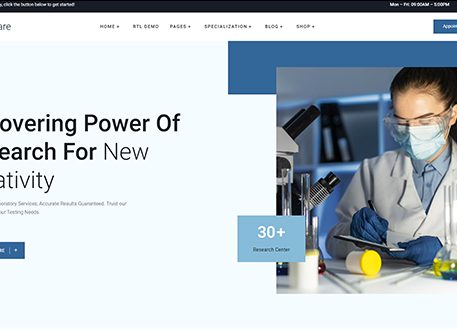 , click the button below to get started! Mon – Fri: 09:00AM – 5:00PM
are HOME + RTL DEMO PAGES + SPECIALIZATION + BLOG + SHOP + Appoin
overing Power Of
earch For New
ativity
boratory Services; Accurate Results Guaranteed. Trust our
our Testing Needs
RE +
30+
Research Center